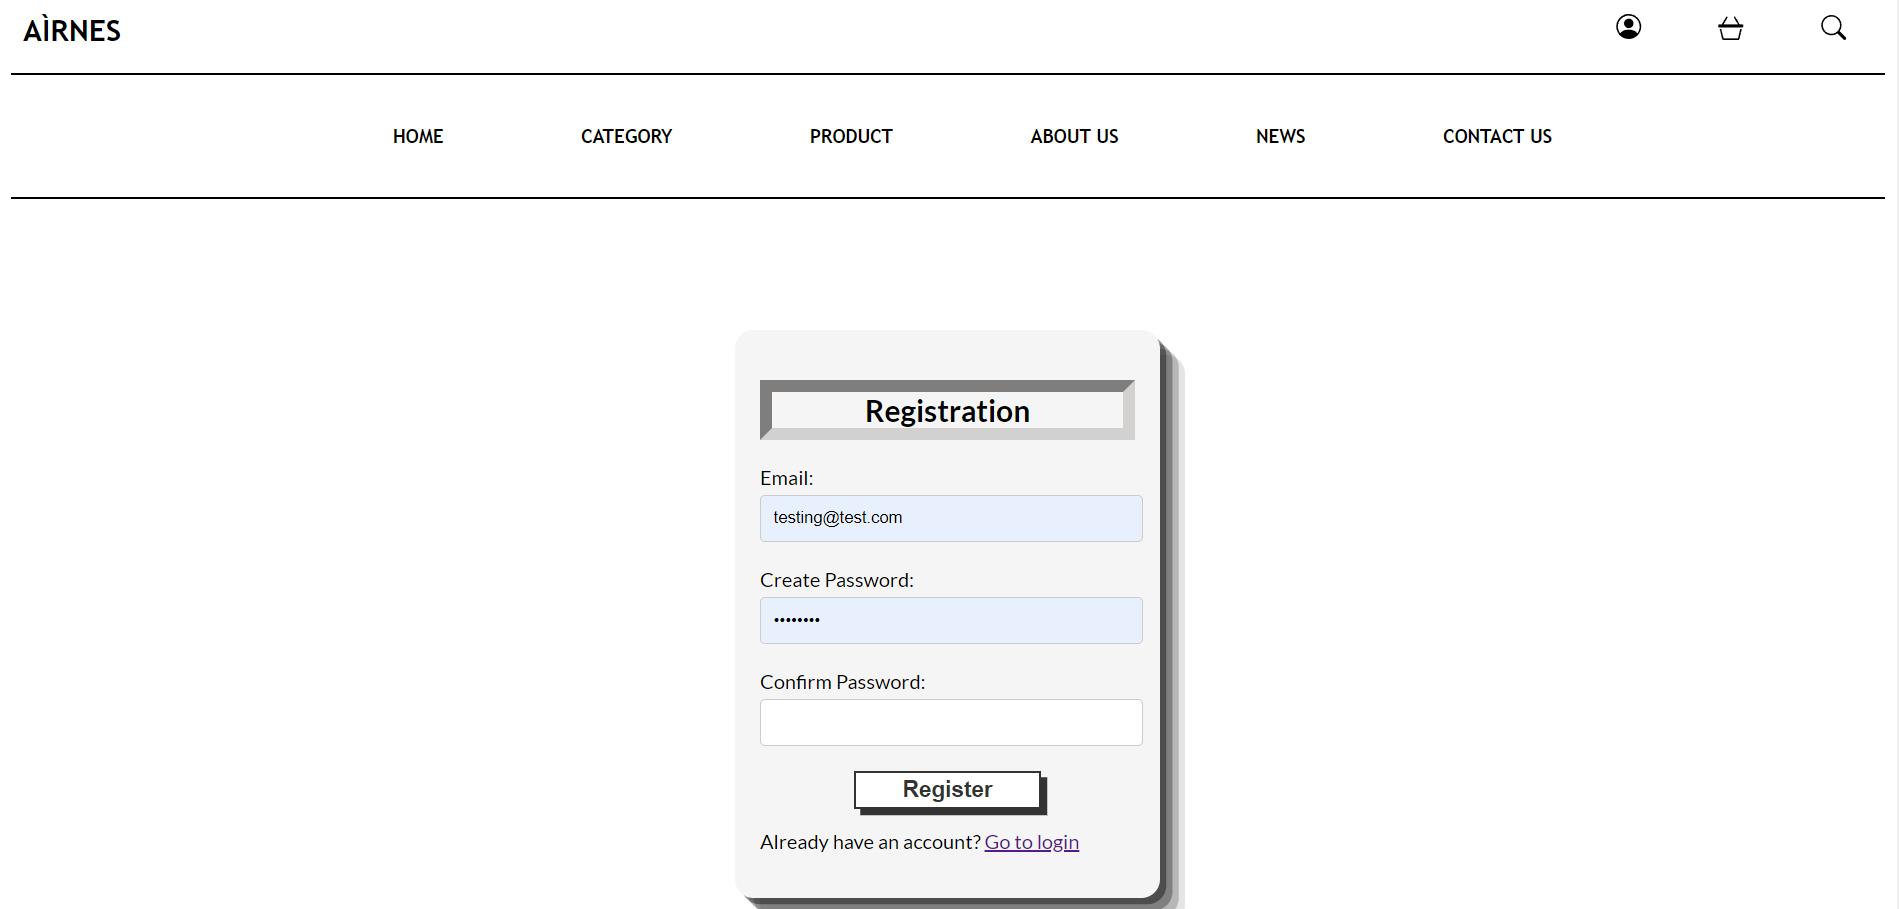 AÌRNES
HOME CATEGORY PRODUCT ABOUT US NEWS CONTACT US
Registration
Email:
testing@test.com
Create Password:
••••••••
Confirm Password:
Register
Already have an account? Go to login